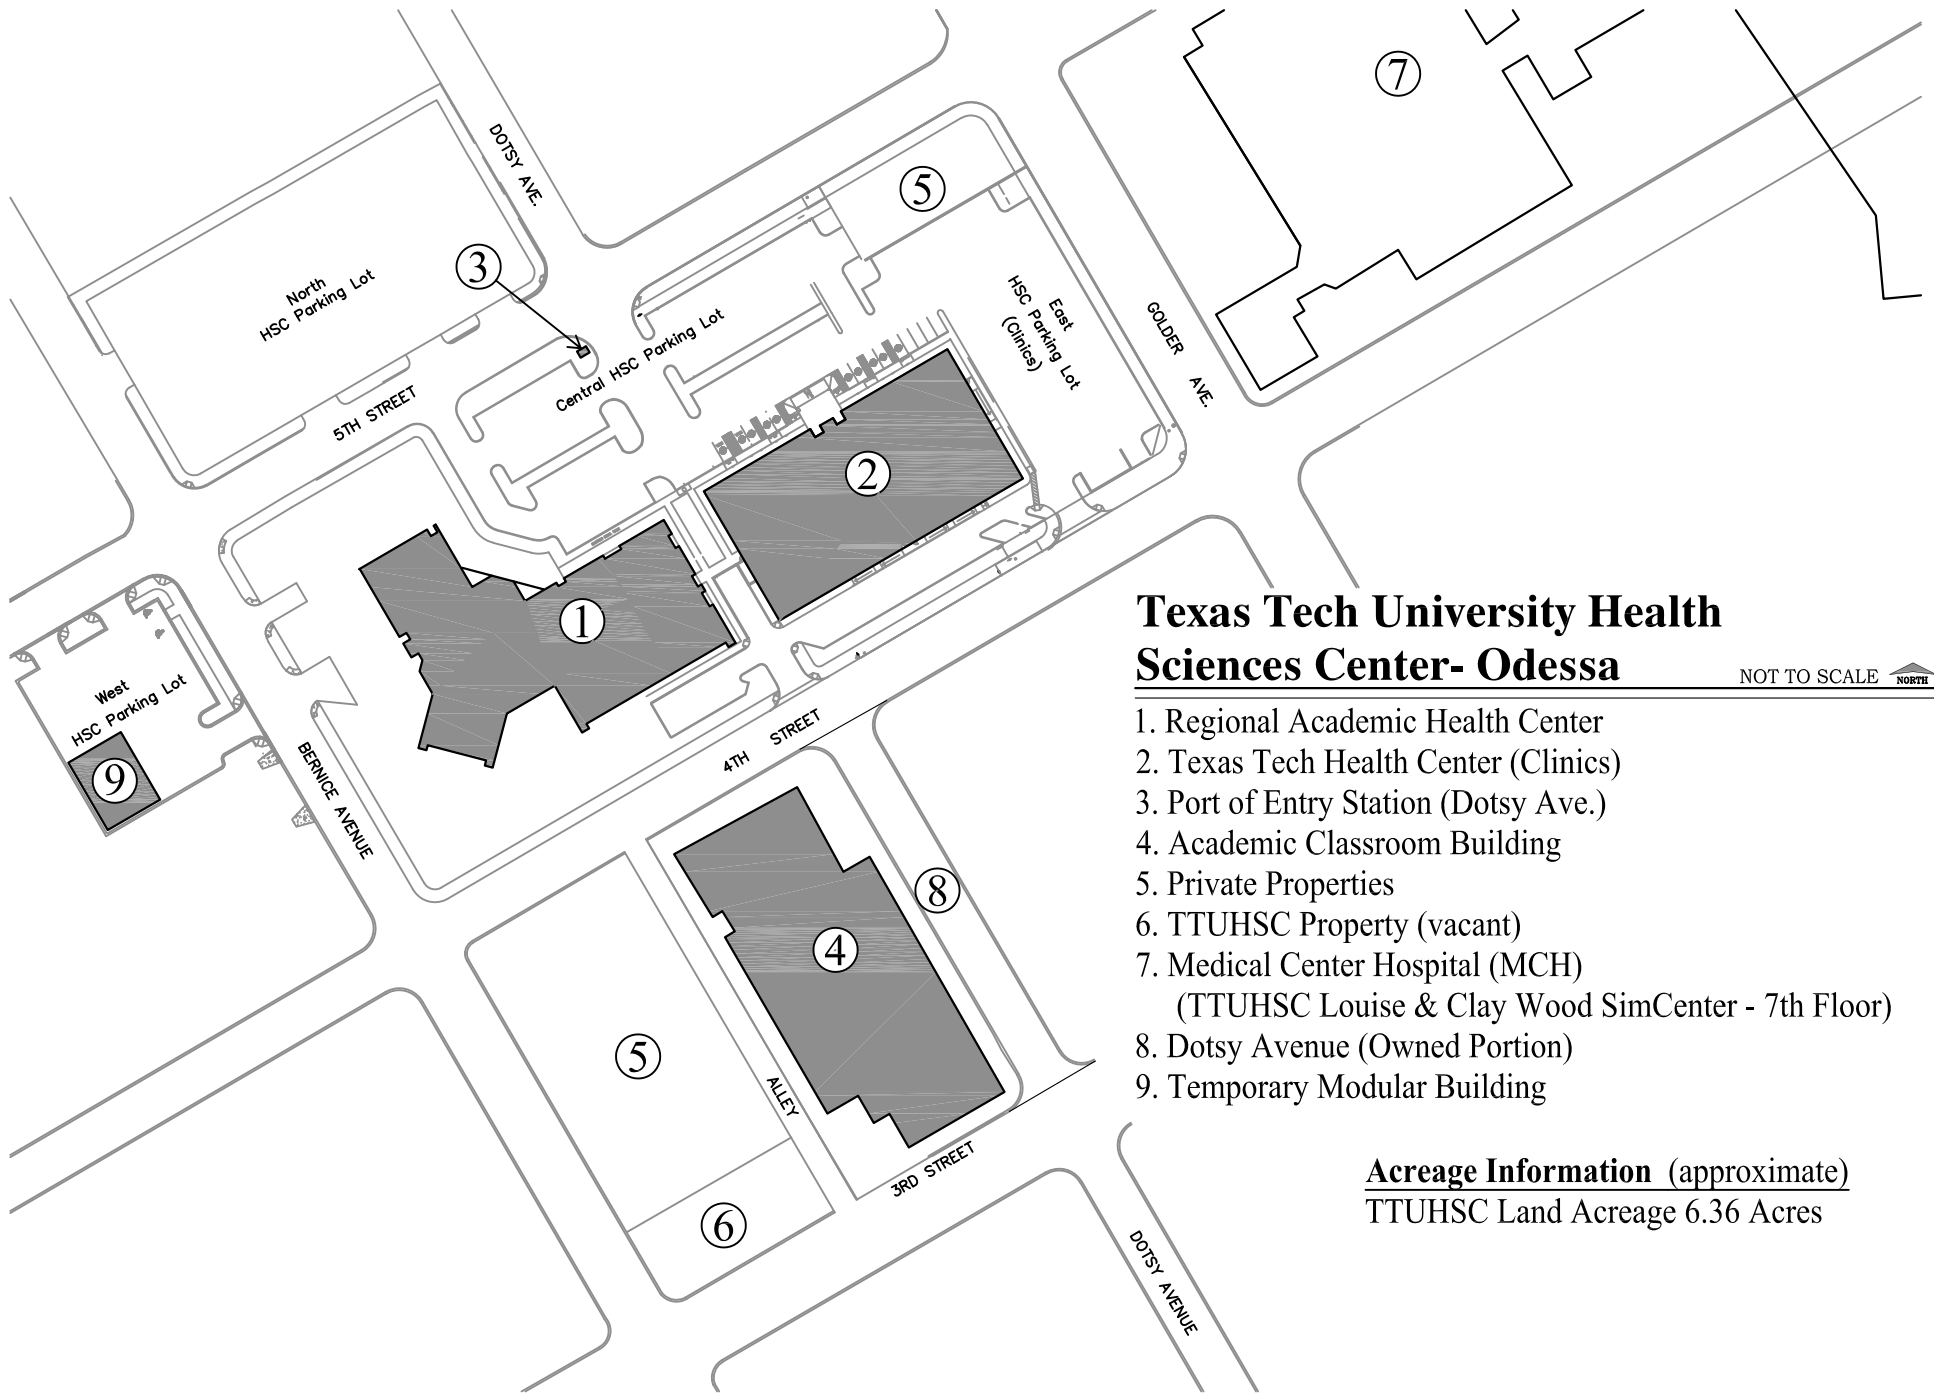 7
DOTSY AVE.
5
3
North
HSC Parking Lot
Central HSC Parking Lot
East
HSC Parking Lot
(Clinics)
GOLDER AVE.
5TH STREET
2
1
West
HSC Parking Lot
9
BERNICE AVENUE
4TH STREET
8
4
5
ALLEY
3RD STREET
6
DOTSY AVENUE
Texas Tech University Health
Sciences Center- Odessa
NOT TO SCALE
NORTH
1. Regional Academic Health Center
2. Texas Tech Health Center (Clinics)
3. Port of Entry Station (Dotsy Ave.)
4. Academic Classroom Building
5. Private Properties
6. TTUHSC Property (vacant)
7. Medical Center Hospital (MCH)
(TTUHSC Louise & Clay Wood SimCenter - 7th Floor)
8. Dotsy Avenue (Owned Portion)
9. Temporary Modular Building
Acreage Information (approximate)
TTUHSC Land Acreage 6.36 Acres